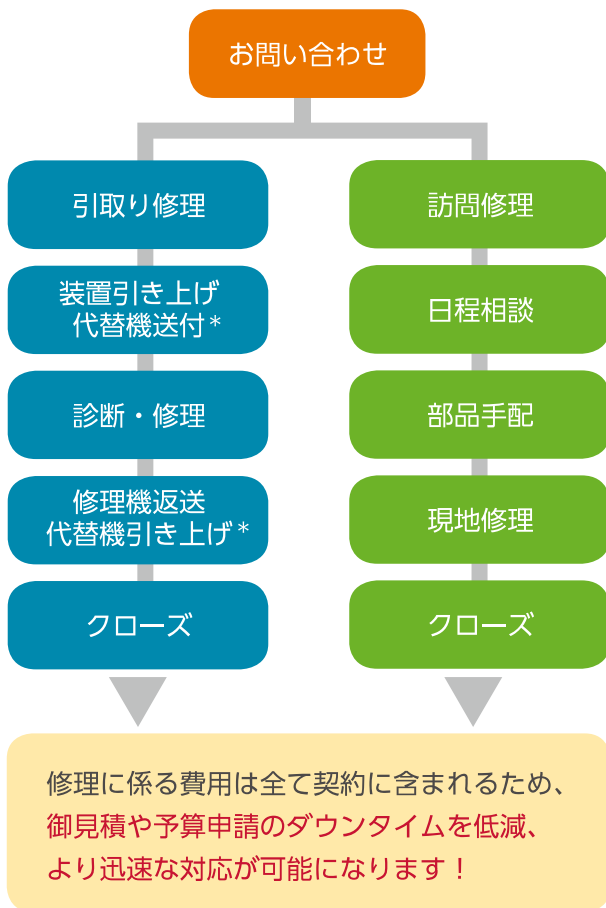 お問い合わせ
引取り修理
装置引き上げ
代替機送付*
診断・修理
修理機返送
代替機引き上げ*
クローズ
訪問修理
日程相談
部品手配
現地修理
クローズ
修理に係る費用は全て契約に含まれるため、
御見積や予算申請のダウンタイムを低減、
より迅速な対応が可能になります！